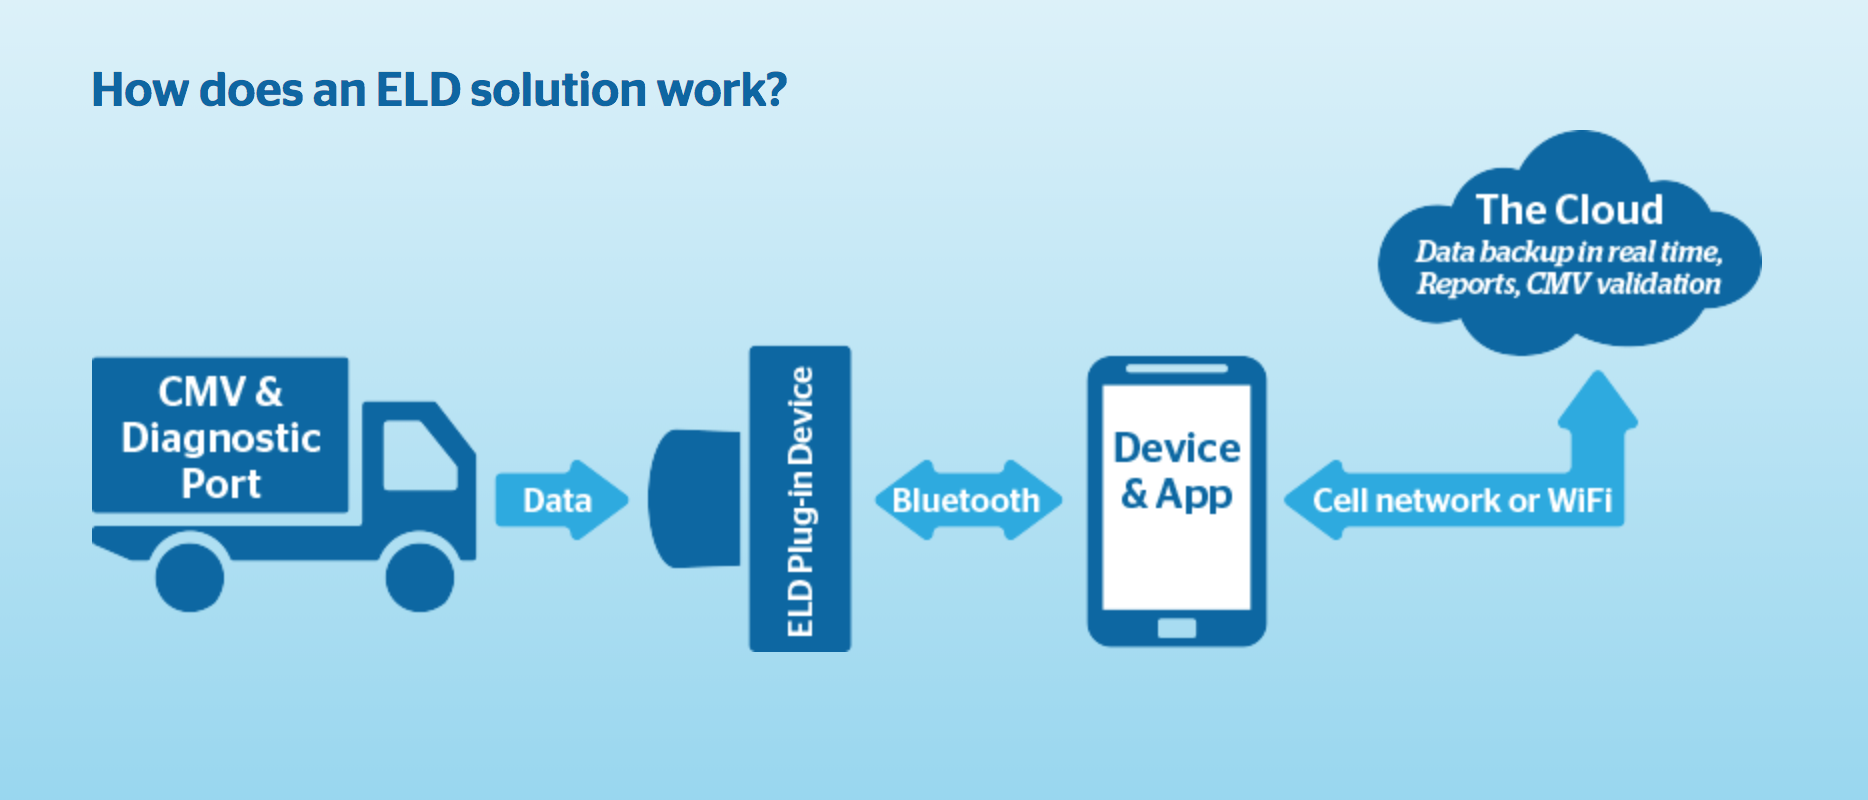 How does an ELD solution work?
The Cloud
Data backup in real time,
Reports, CMV validation
CMV &
Diagnostic
Port
Data
ELD Plug-in Device
Bluetooth
Device
& App
Cell network or WiFi